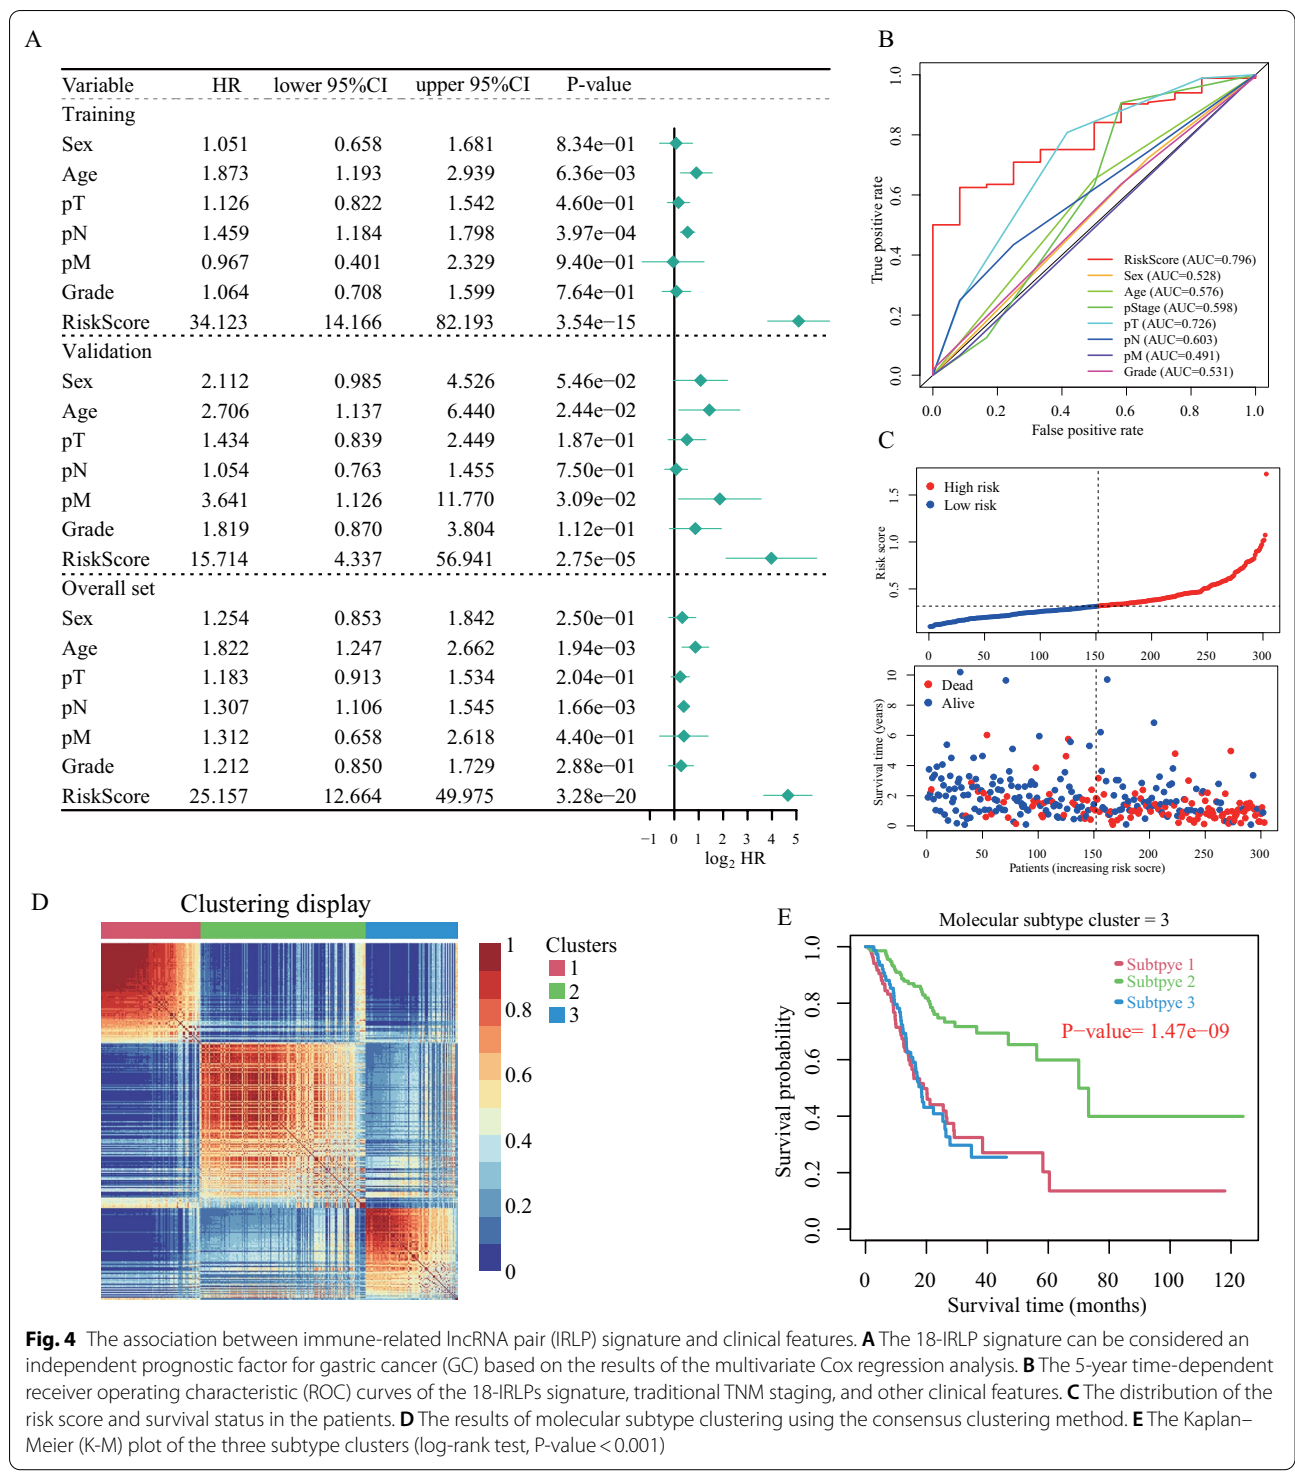 A
Variable HR lower 95%CI upper 95%CI P-value
Training
Sex 1.051 0.658 1.681 8.34e−01
Age 1.873 1.193 2.939 6.36e−03
pT 1.126 0.822 1.542 4.60e−01
pN 1.459 1.184 1.798 3.97e−04
pM 0.967 0.401 2.329 9.40e−01
Grade 1.064 0.708 1.599 7.64e−01
RiskScore 34.123 14.166 82.193 3.54e−15
Validation
Sex 2.112 0.985 4.526 5.46e−02
Age 2.706 1.137 6.440 2.44e−02
pT 1.434 0.839 2.449 1.87e−01
pN 1.054 0.763 1.455 7.50e−01
pM 3.641 1.126 11.770 3.09e−02
Grade 1.819 0.870 3.804 1.12e−01
RiskScore 15.714 4.337 56.941 2.75e−05
Overall set
Sex 1.254 0.853 1.842 2.50e−01
Age 1.822 1.247 2.662 1.94e−03
pT 1.183 0.913 1.534 2.04e−01
pN 1.307 1.106 1.545 1.66e−03
pM 1.312 0.658 2.618 4.40e−01
Grade 1.212 0.850 1.729 2.88e−01
RiskScore 25.157 12.664 49.975 3.28e−20
−1 0 1 2 3 4 5
log2 HR
B
True positive rate
1.0
0.8
0.6
0.4
0.2
0.0
RiskScore (AUC=0.796)
Sex (AUC=0.528)
Age (AUC=0.576)
pStage (AUC=0.598)
pT (AUC=0.726)
pN (AUC=0.603)
pM (AUC=0.491)
Grade (AUC=0.531)
0.0 0.2 0.4 0.6 0.8 1.0
False positive rate
C
Risk score
1.5
1.0
0.5
High risk
Low risk
0 50 100 150 200 250 300
Survival time (years)
10
8
6
4
2
0
Dead
Alive
0 50 100 150 200 250 300
Patients (increasing risk socre)
D
Clustering display
1
0.8
0.6
0.4
0.2
0
Clusters
1
2
3
E
Molecular subtype cluster = 3
Survival probability
1.0
0.8
0.6
0.4
0.2
0.0
Subtpye 1
Subtpye 2
Subtpye 3
P−value= 1.47e−09
0 20 40 60 80 100 120
Survival time (months)
Fig. 4 The association between immune-related lncRNA pair (IRLP) signature and clinical features. A The 18-IRLP signature can be considered an
independent prognostic factor for gastric cancer (GC) based on the results of the multivariate Cox regression analysis. B The 5-year time-dependent
receiver operating characteristic (ROC) curves of the 18-IRLPs signature, traditional TNM staging, and other clinical features. C The distribution of the
risk score and survival status in the patients. D The results of molecular subtype clustering using the consensus clustering method. E The Kaplan–
Meier (K-M) plot of the three subtype clusters (log-rank test, P-value < 0.001)